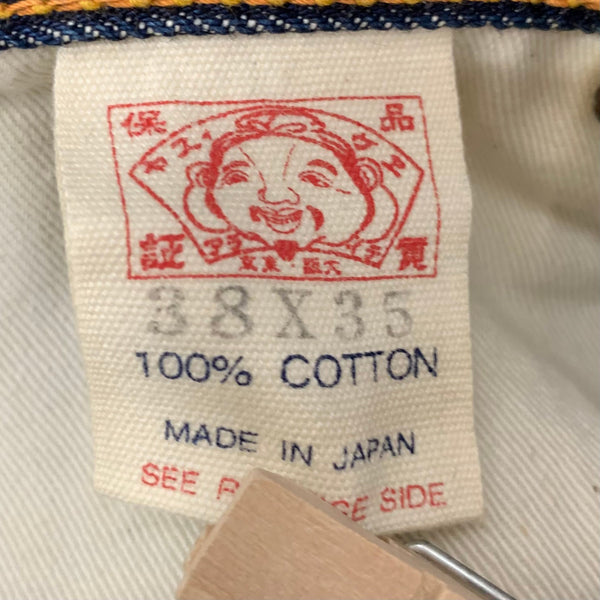 保 品
証 質
38X35
100% COTTON
MADE IN JAPAN
SEE SIDE